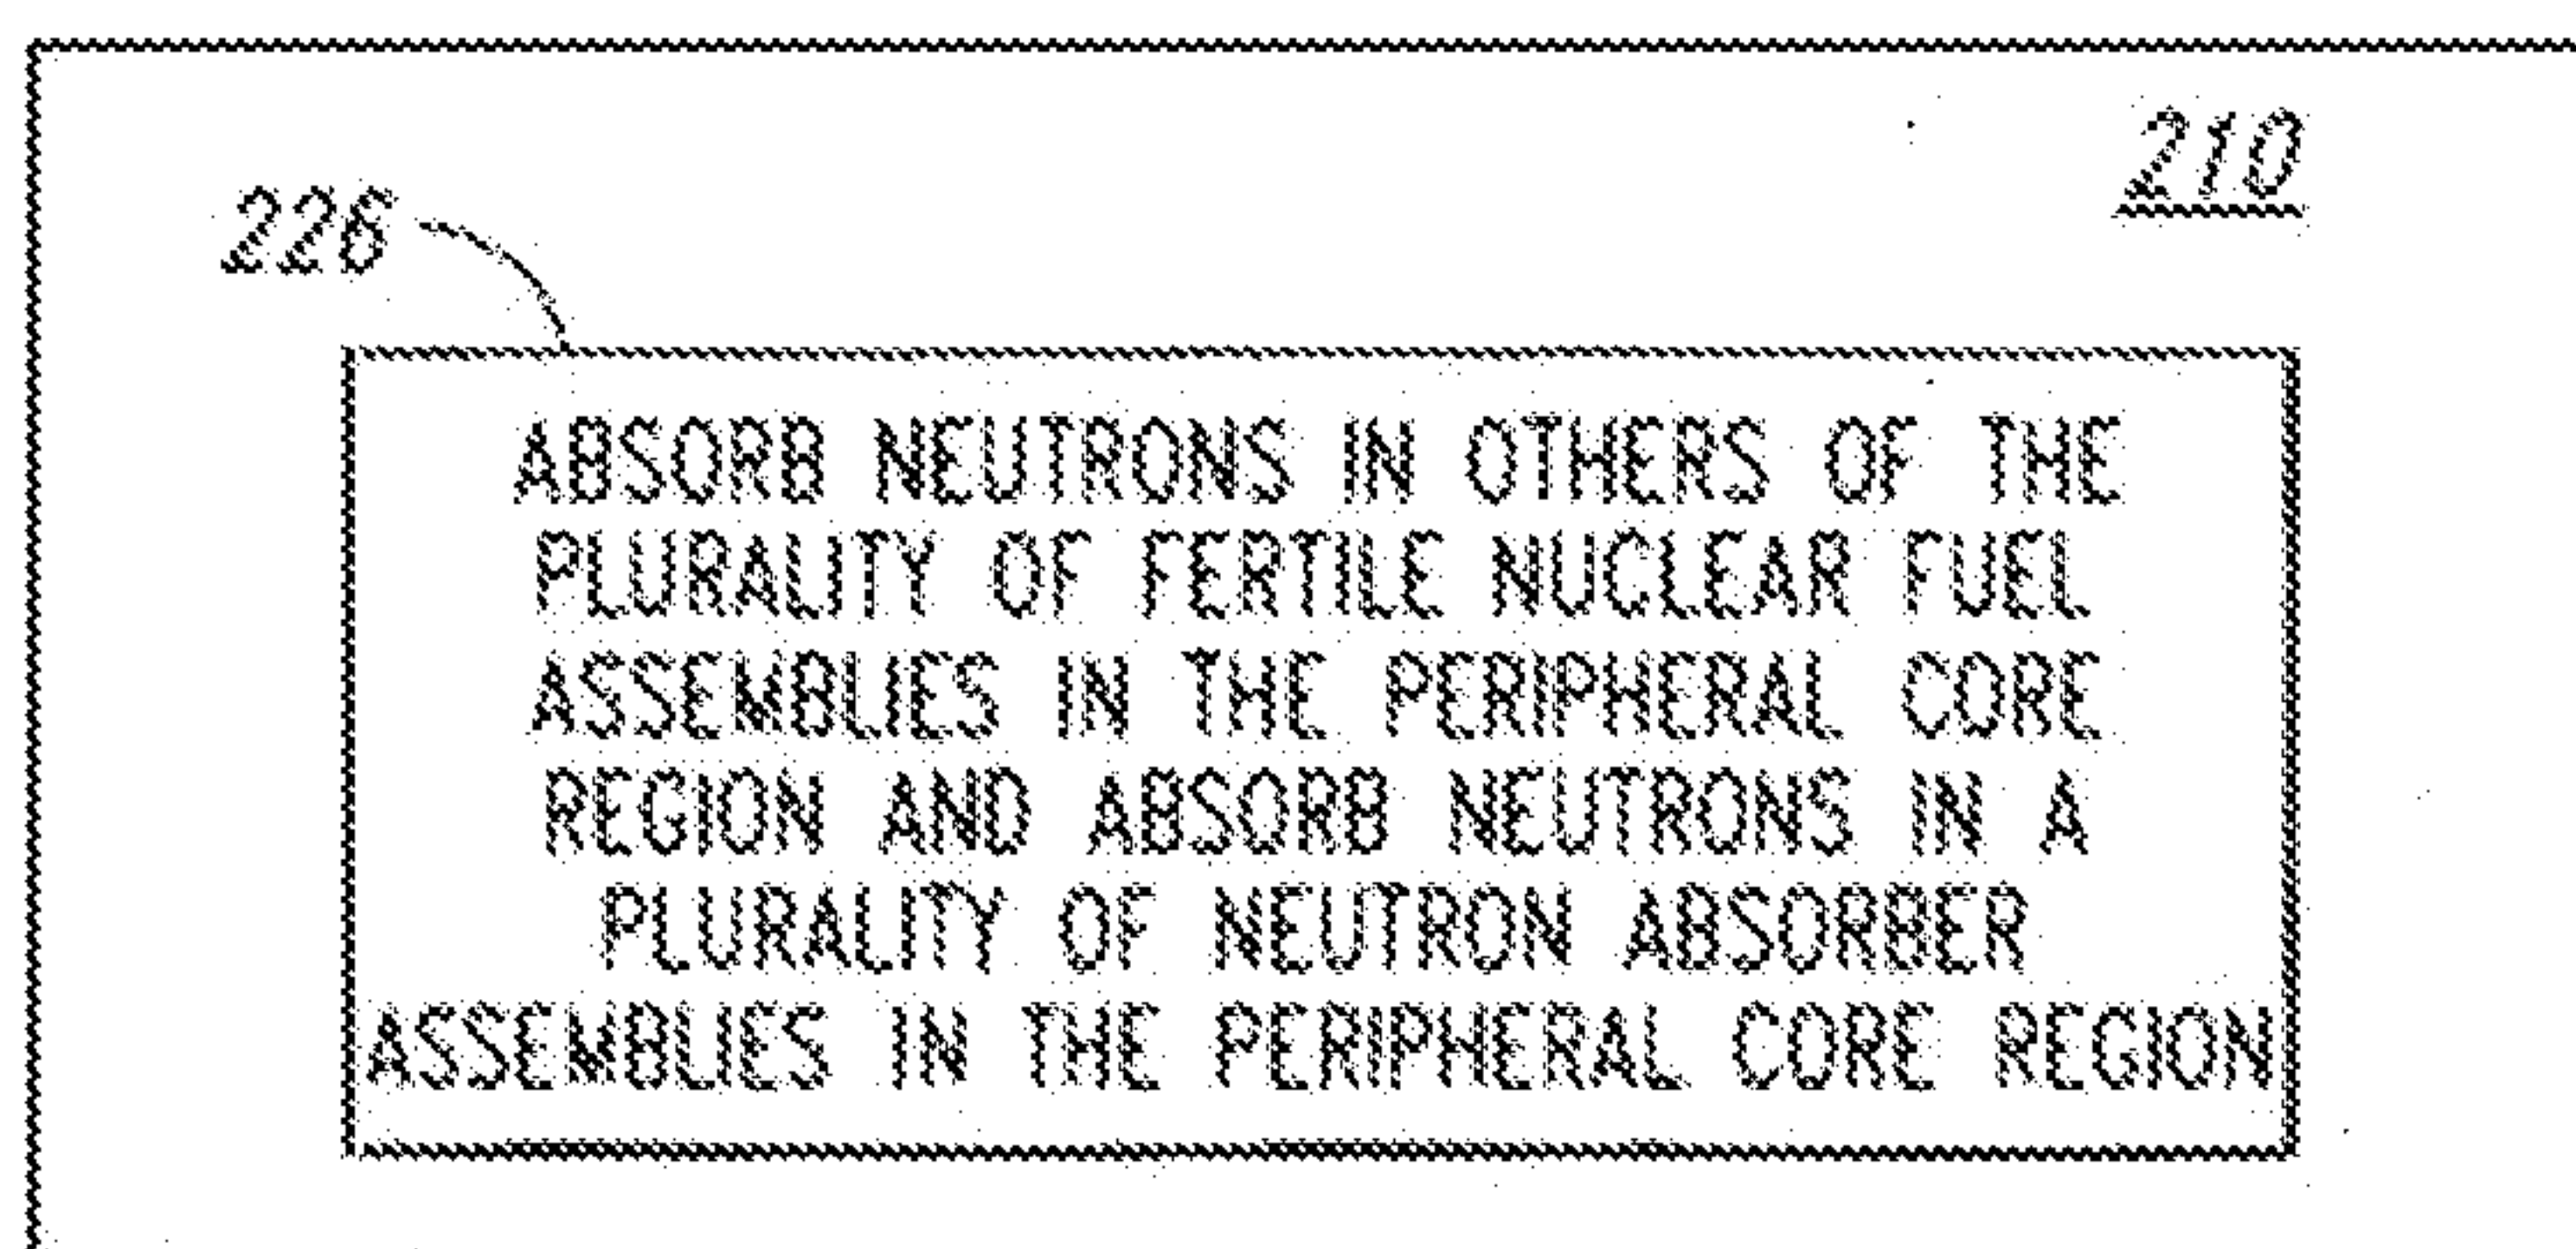 210
226
ABSORB NEUTRONS IN OTHERS OF THE
PLURALITY OF FERTILE NUCLEAR FUEL
ASSEMBLIES IN THE PERIPHERAL CORE
REGION AND ABSORB NEUTRONS IN A
PLURALITY OF NEUTRON ABSORBER
ASSEMBLIES IN THE PERIPHERAL CORE REGION